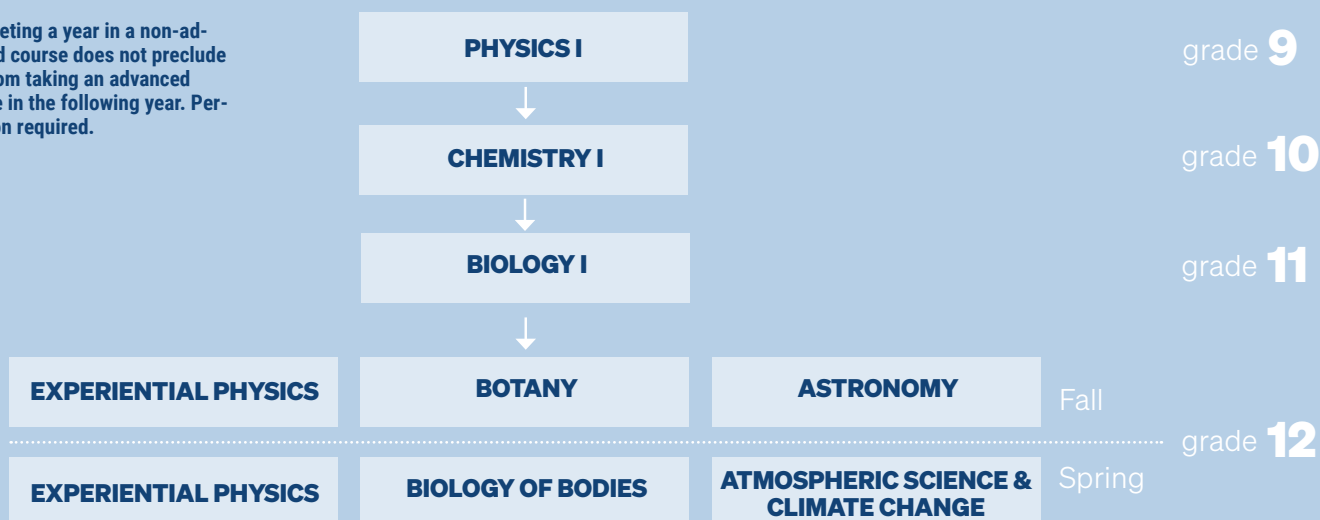 eting a year in a non-ad-
d course does not preclude
om taking an advanced
e in the following year. Per-
on required.
PHYSICS I
grade 9
CHEMISTRY I
grade 10
BIOLOGY I
grade 11
EXPERIENTIAL PHYSICS
BOTANY
ASTRONOMY
Fall
grade 12
EXPERIENTIAL PHYSICS
BIOLOGY OF BODIES
ATMOSPHERIC SCIENCE &
CLIMATE CHANGE
Spring